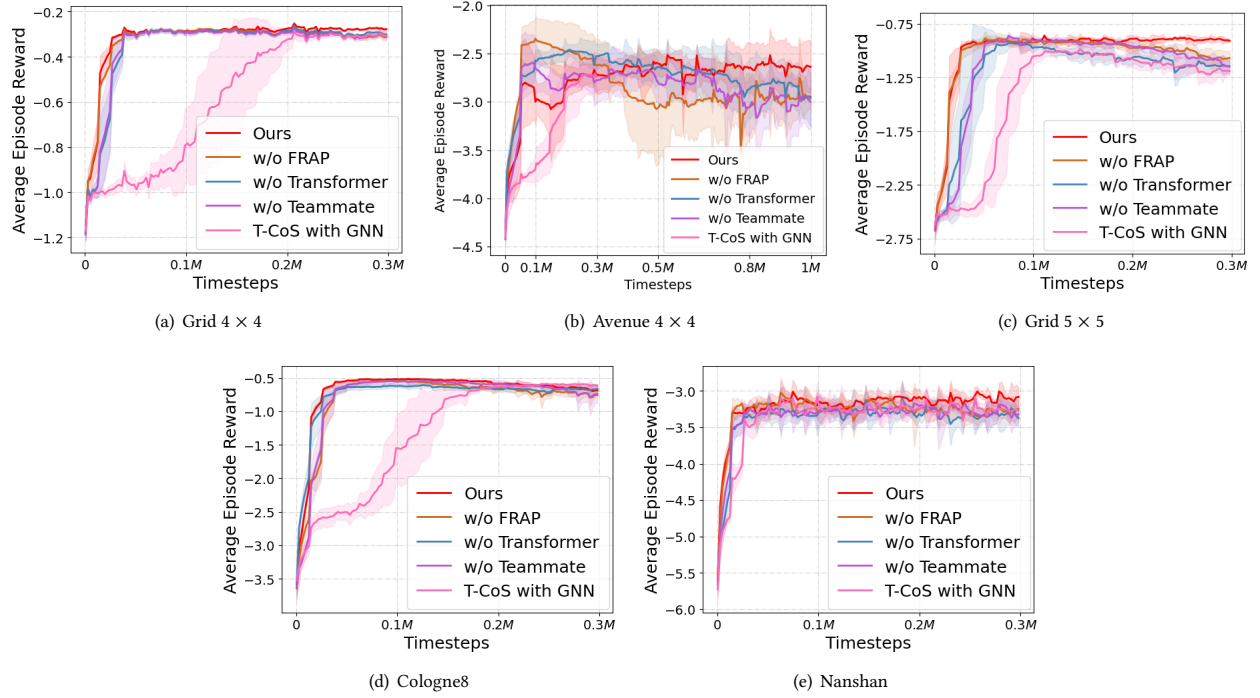 Average Episode Reward
−0.2
−0.4
−0.6
−0.8
−1.0
−1.2
Ours
w/o FRAP
w/o Transformer
w/o Teammate
T-CoS with GNN
0 0.1M 0.2M 0.3M
Timesteps
(a) Grid 4 × 4
Average Episode Reward
−2.0
−2.5
−3.0
−3.5
−4.0
−4.5
Ours
w/o FRAP
w/o Transformer
w/o Teammate
T-CoS with GNN
0 0.1M 0.3M 0.5M 0.8M 1M
Timesteps
(b) Avenue 4 × 4
Average Episode Reward
−0.75
−1.25
−1.75
−2.25
−2.75
Ours
w/o FRAP
w/o Transformer
w/o Teammate
T-CoS with GNN
0 0.1M 0.2M 0.3M
Timesteps
(c) Grid 5 × 5
Average Episode Reward
−0.5
−1.0
−1.5
−2.0
−2.5
−3.0
−3.5
Ours
w/o FRAP
w/o Transformer
w/o Teammate
T-CoS with GNN
0 0.1M 0.2M 0.3M
Timesteps
(d) Cologne8
Average Episode Reward
−3.0
−3.5
−4.0
−4.5
−5.0
−5.5
−6.0
Ours
w/o FRAP
w/o Transformer
w/o Teammate
T-CoS with GNN
0 0.1M 0.2M 0.3M
Timesteps
(e) Nanshan